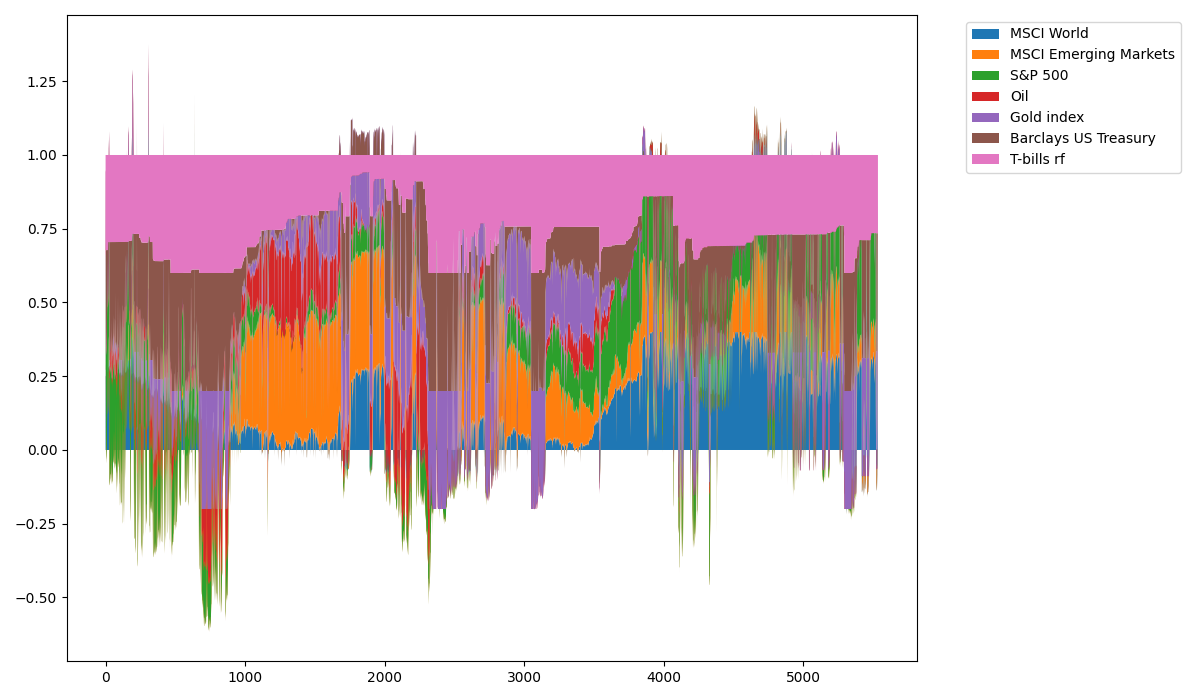 1.25
1.00
0.75
0.50
0.25
0.00
−0.25
−0.50
0
1000
2000
3000
4000
5000
MSCI World
MSCI Emerging Markets
S&P 500
Oil
Gold index
Barclays US Treasury
T-bills rf